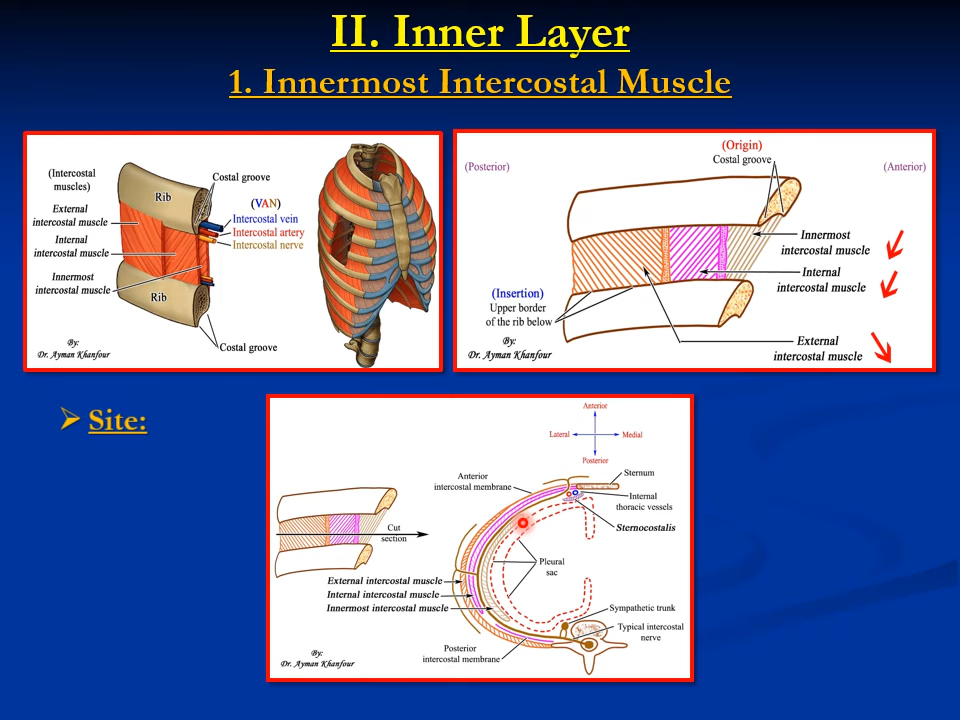 II. Inner Layer
1. Innermost Intercostal Muscle
(Intercostal
muscles)
External
intercostal muscle
Internal
intercostal muscle
Innermost
intercostal muscle
Rib
Rib
Costal groove
(VAN)
Intercostal vein
Intercostal artery
Intercostal nerve
Costal groove
By:
Dr. Ayman Khanfour
(Posterior)
(Origin)
Costal groove
(Anterior)
Innermost
intercostal muscle
Internal
intercostal muscle
(Insertion)
Upper border
of the rib below
External
intercostal muscle
By:
Dr. Ayman Khanfour
➢ Site:
Anterior
Lateral
Medial
Posterior
Anterior
intercostal membrane
Sternum
Internal
thoracic vessels
Sternocostalis
Cut
section
Pleural
sac
External intercostal muscle
Internal intercostal muscle
Innermost intercostal muscle
Sympathetic trunk
Typical intercostal
nerve
Posterior
intercostal membrane
By:
Dr. Ayman Khanfour